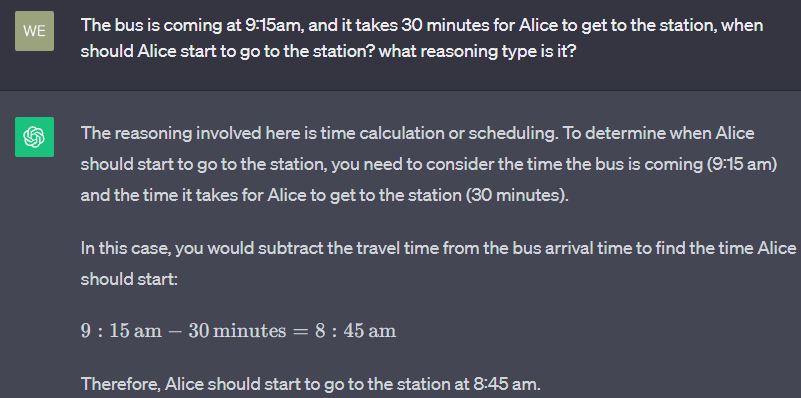 WE
The bus is coming at 9:15am, and it takes 30 minutes for Alice to get to the station, when
should Alice start to go to the station? what reasoning type is it?
The reasoning involved here is time calculation or scheduling. To determine when Alice
should start to go to the station, you need to consider the time the bus is coming (9:15 am)
and the time it takes for Alice to get to the station (30 minutes).
In this case, you would subtract the travel time from the bus arrival time to find the time Alice
should start:
9 : 15 am − 30 minutes = 8 : 45 am
Therefore, Alice should start to go to the station at 8:45 am.